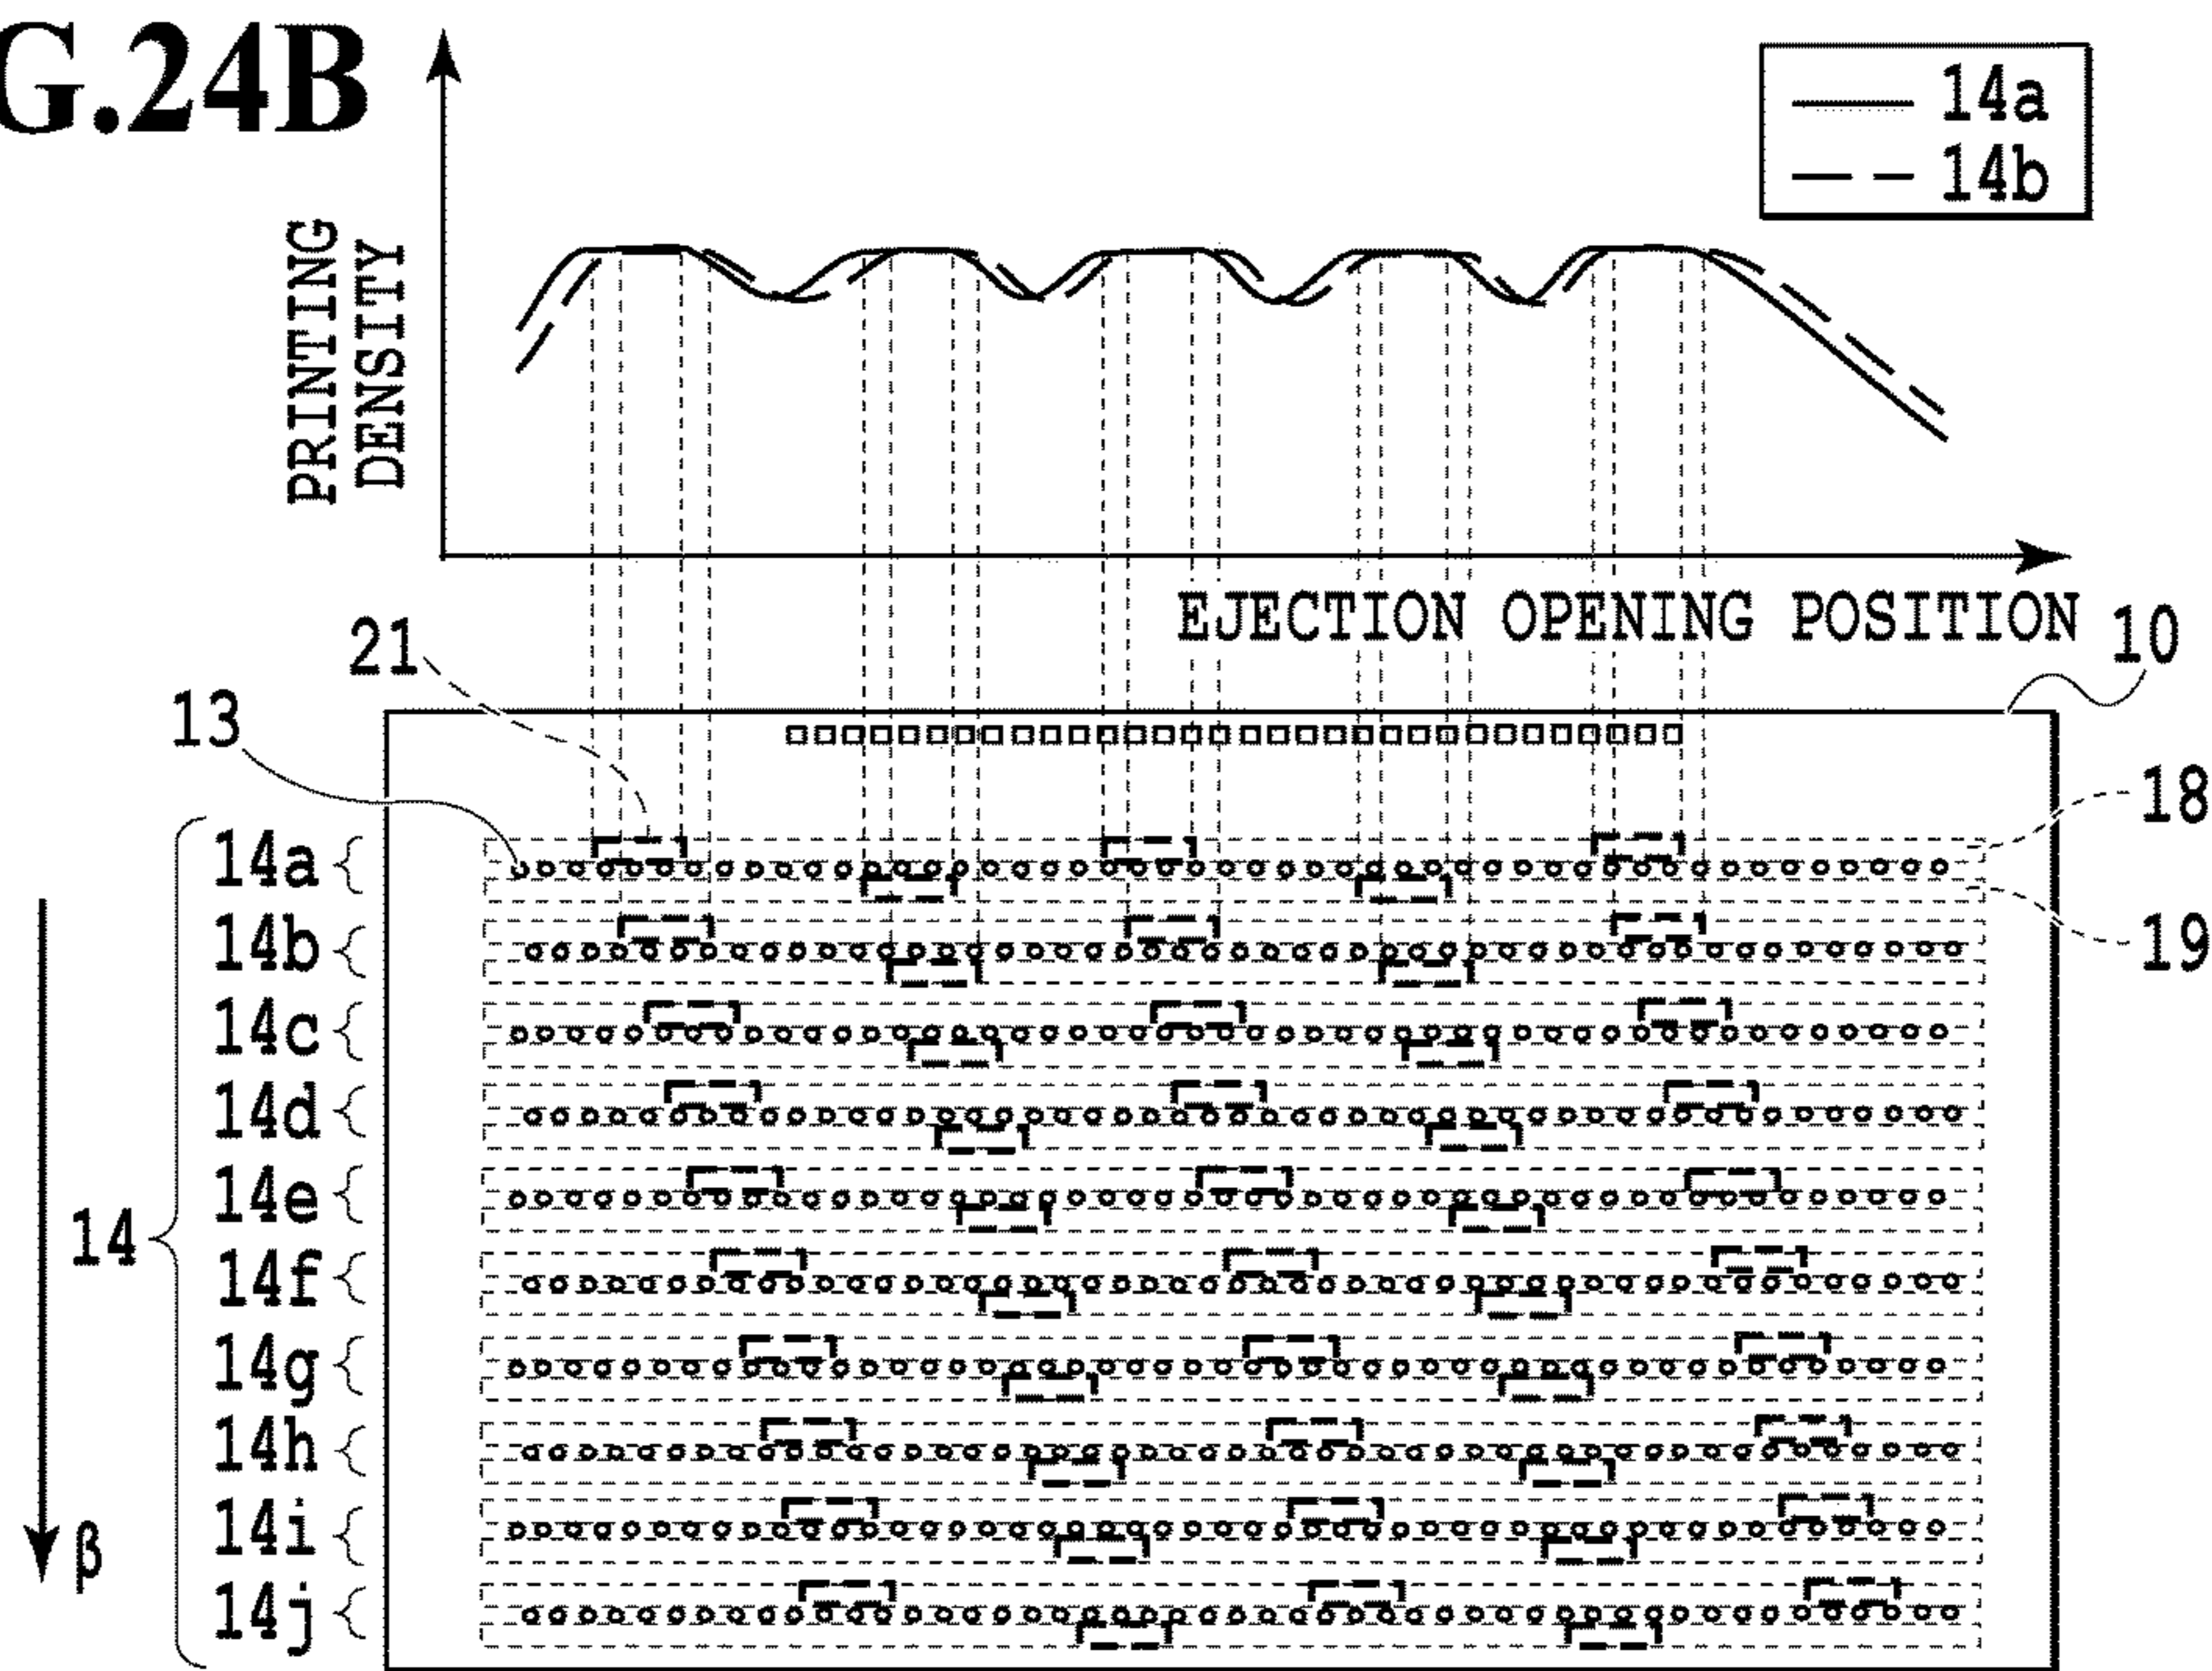 G.24B
14a
14b
PRINTING
DENSITY
EJECTION OPENING POSITION
10
21
13
18
19
14
14a
14b
14c
14d
14e
14f
14g
14h
14i
14j
β